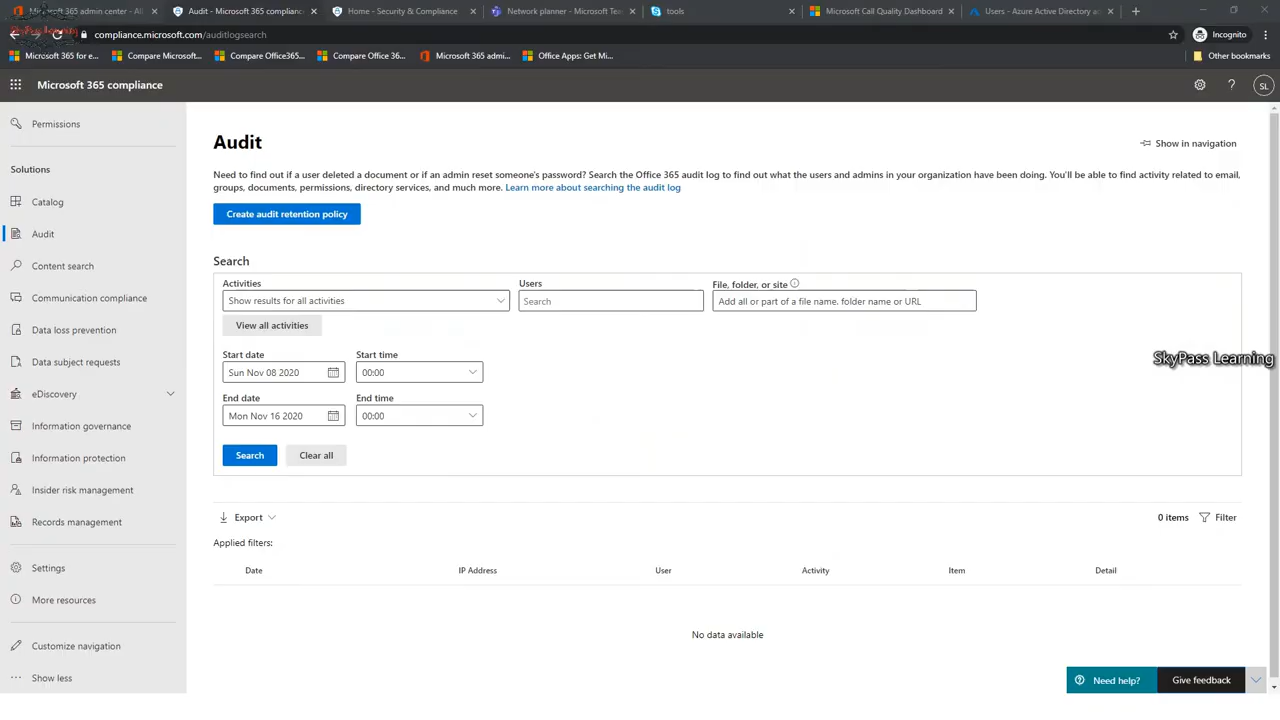 Microsoft 365 admin center - All
Audit - Microsoft 365 compliance
Home - Security & Compliance
Network planner - Microsoft Tea
tools
Microsoft Call Quality Dashboard
Users - Azure Active Directory ac
SkyPass Learning
compliance.microsoft.com/auditlogsearch
Incognito
Microsoft 365 for e...
Compare Microsoft...
Compare Office365...
Compare Office 36...
Microsoft 365 admi...
Office Apps: Get Mi...
Other bookmarks
Microsoft 365 compliance
SL
Permissions
Solutions
Catalog
Audit
Content search
Communication compliance
Data loss prevention
Data subject requests
eDiscovery
Information governance
Information protection
Insider risk management
Records management
Settings
More resources
Customize navigation
Show less
Audit
Show in navigation
Need to find out if a user deleted a document or if an admin reset someone's password? Search the Office 365 audit log to find out what the users and admins in your organization have been doing. You'll be able to find activity related to email,
groups, documents, permissions, directory services, and much more. Learn more about searching the audit log
Create audit retention policy
Search
Activities
Users
File, folder, or site
Show results for all activities
Search
Add all or part of a file name, folder name or URL
View all activities
Start date
Start time
Sun Nov 08 2020
00:00
End date
End time
Mon Nov 16 2020
00:00
SkyPass Learning
Search
Clear all
Export
0 items
Filter
Applied filters:
Date
IP Address
User
Activity
Item
Detail
No data available
Need help?
Give feedback